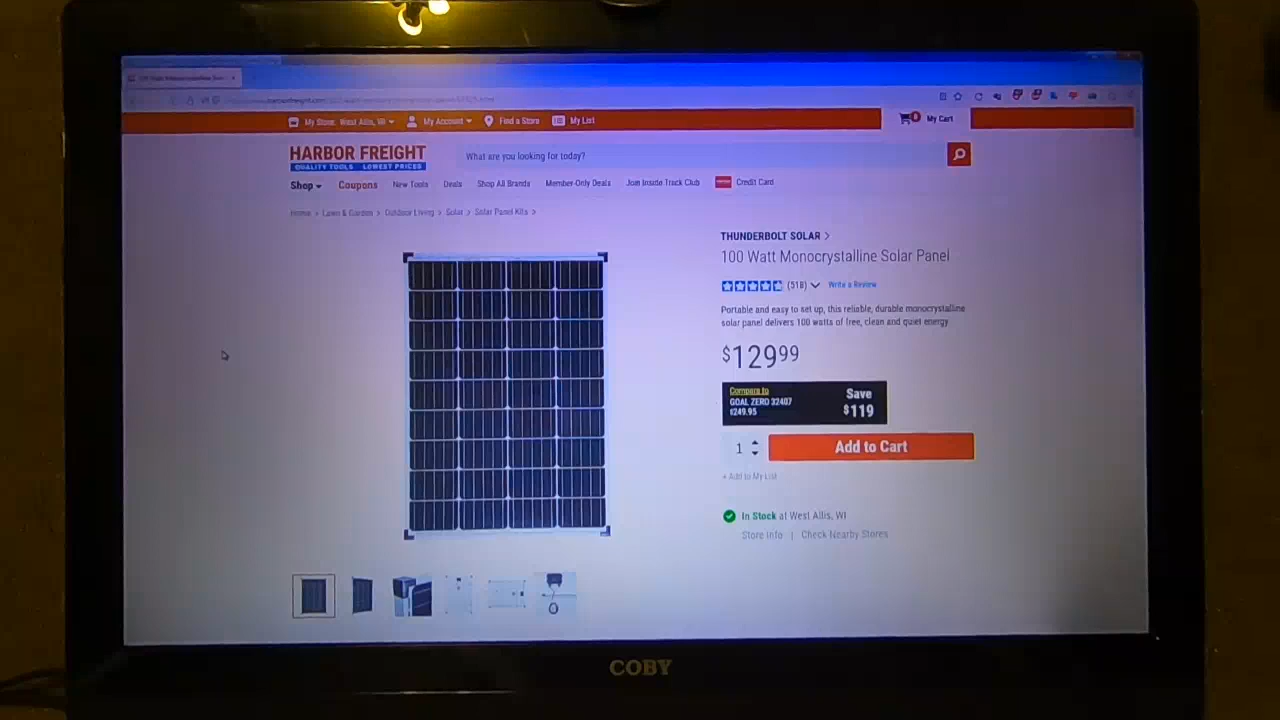 My Store: West Allis, WI
My Account
Find a Store
My List
0
My Cart
HARBOR FREIGHT
QUALITY TOOLS LOWEST PRICES
What are you looking for today?
Shop
Coupons
New Tools
Deals
Shop All Brands
Member-Only Deals
Join Inside Track Club
Credit Card
Home > Lawn & Garden > Outdoor Living > Solar > Solar Panel Kits >
THUNDERBOLT SOLAR >
100 Watt Monocrystalline Solar Panel
(518)
Write a Review
Portable and easy to set up, this reliable, durable monocrystalline
solar panel delivers 100 watts of free, clean and quiet energy
$129.99
Compare to
GOAL ZERO 32407
$249.95
Save
$119
1
Add to Cart
+ Add to My List
In Stock at West Allis, WI
Store Info | Check Nearby Stores
COBY